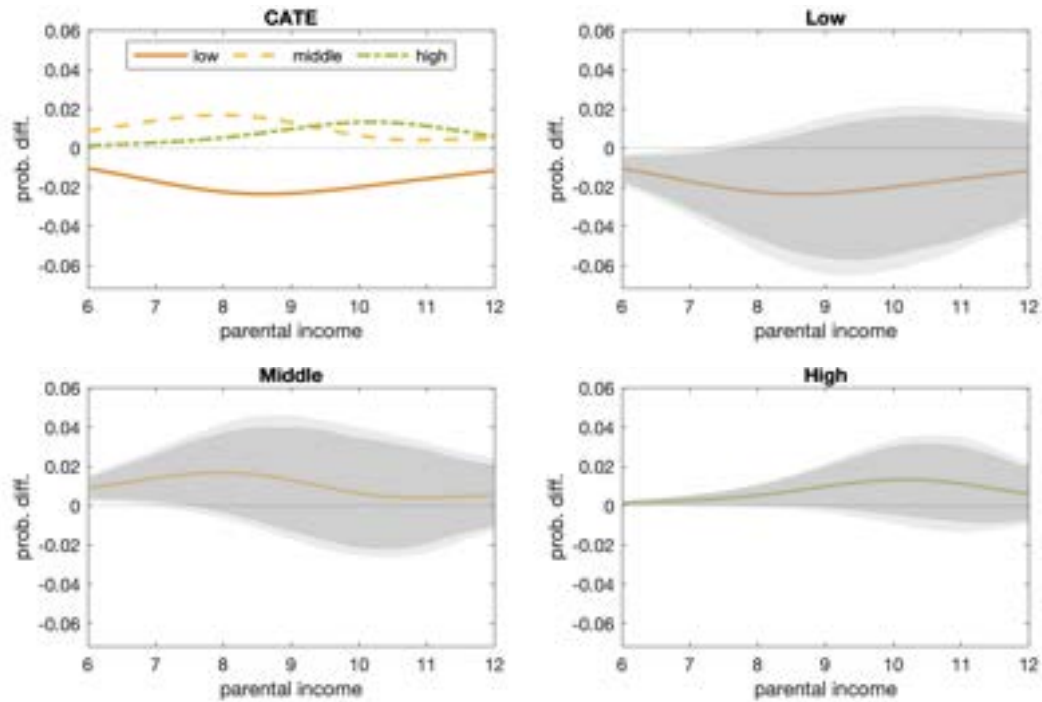 CATE
0.06
0.04
0.02
0
-0.02
-0.04
-0.06
prob. diff.
low
middle
high
6 7 8 9 10 11 12
parental income
Low
0.06
0.04
0.02
0
-0.02
-0.04
-0.06
prob. diff.
6 7 8 9 10 11 12
parental income
Middle
0.06
0.04
0.02
0
-0.02
-0.04
-0.06
prob. diff.
6 7 8 9 10 11 12
parental income
High
0.06
0.04
0.02
0
-0.02
-0.04
-0.06
prob. diff.
6 7 8 9 10 11 12
parental income